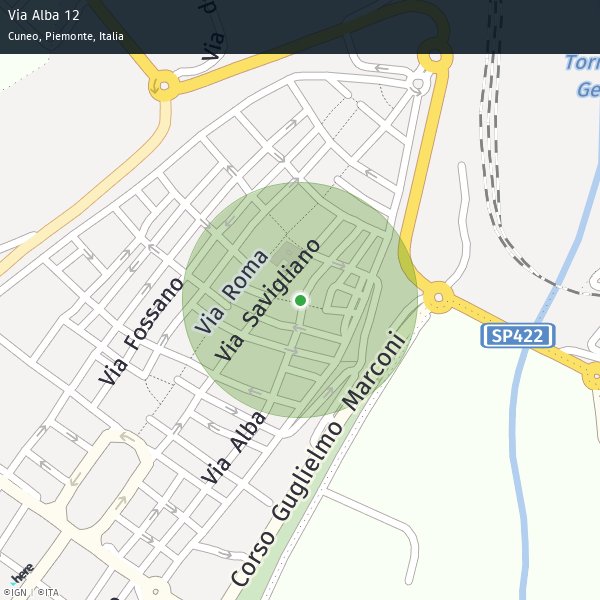 Via Alba 12
Cuneo, Piemonte, Italia
Via
Torr
Ge
Via Roma
Via Savigliano
Via Fossano
SP422
Via Alba
Corso Guglielmo Marconi
here
©IGN | ©ITA